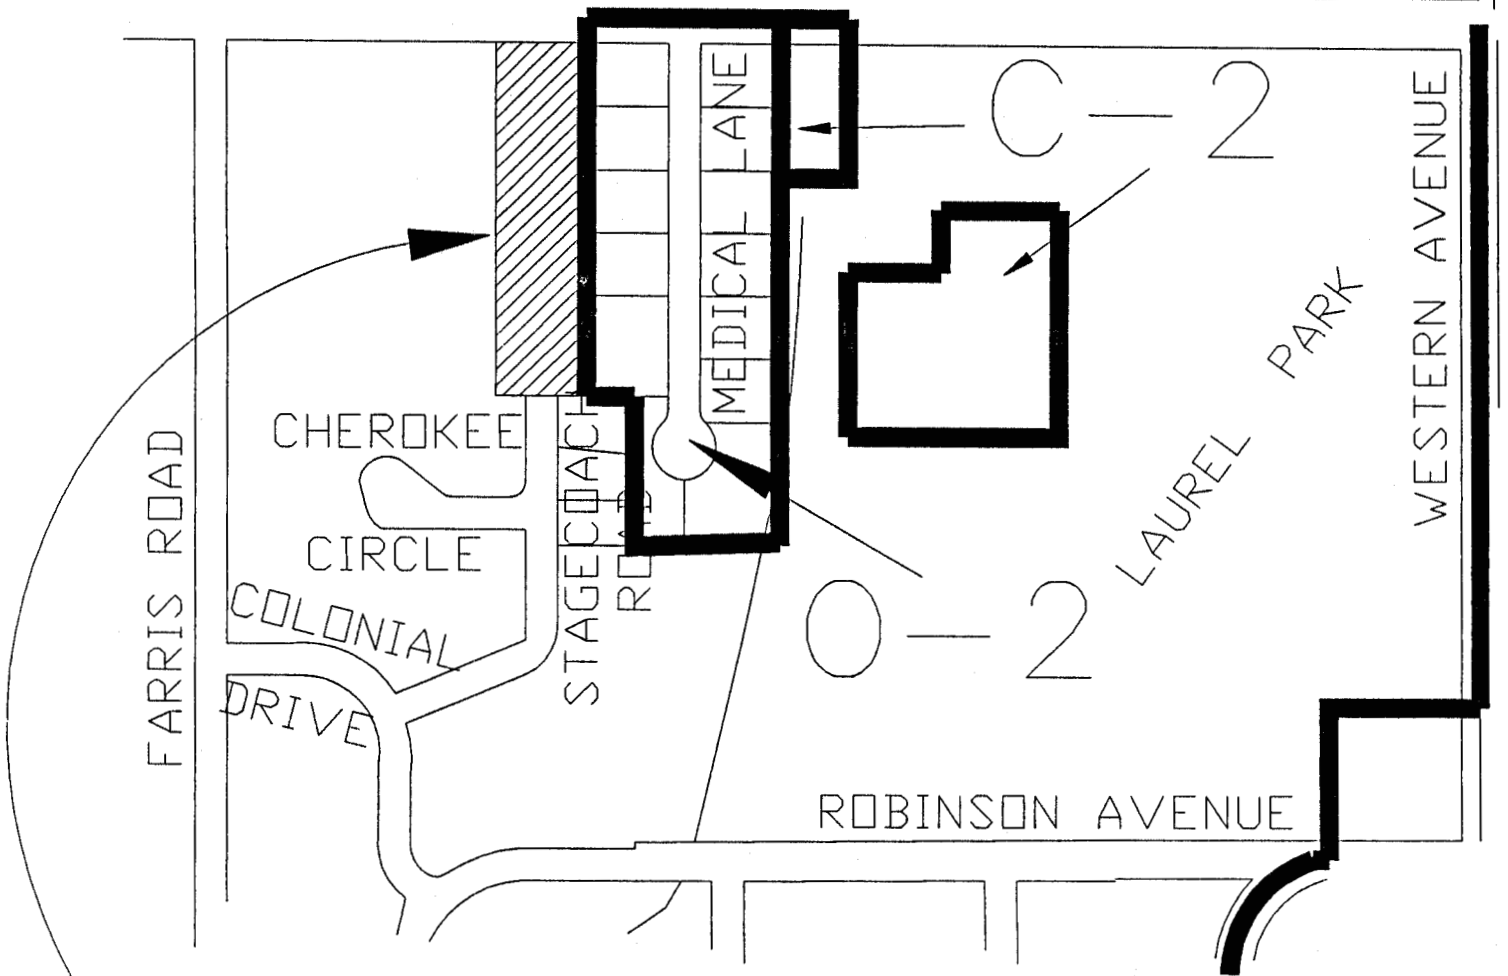 C-2
MEDICAL LANE
WESTERN AVENUE
LAUREL PARK
CHEROKEE
CIRCLE
STAGECOACH
ROAD
FARRIS ROAD
COLONIAL
DRIVE
O-2
ROBINSON AVENUE